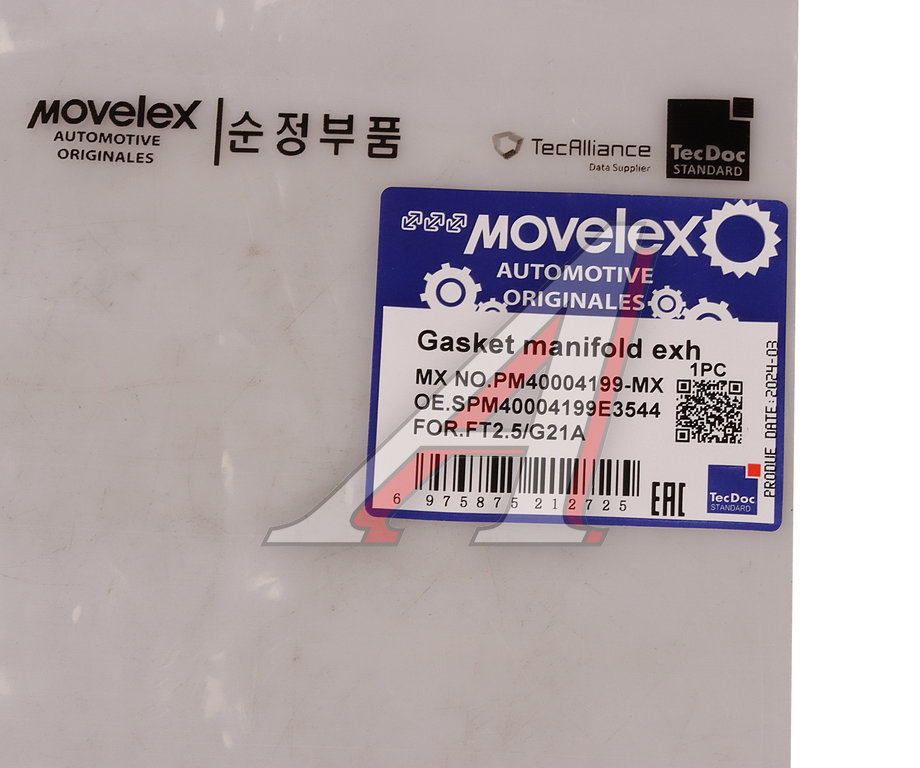 movelex
AUTOMOTIVE
ORIGINALES
순정부품
TecAlliance
Data Supplier
TecDoc
STANDARD
movelex
AUTOMOTIVE
ORIGINALES
Gasket manifold exh
1PC
MX NO.PM40004199-MX
OE.SPM40004199E3544
FOR.FT2.5/G21A
6 975875 212725
EAC
TecDoc
STANDARD
PRODUE DATE:2024-03